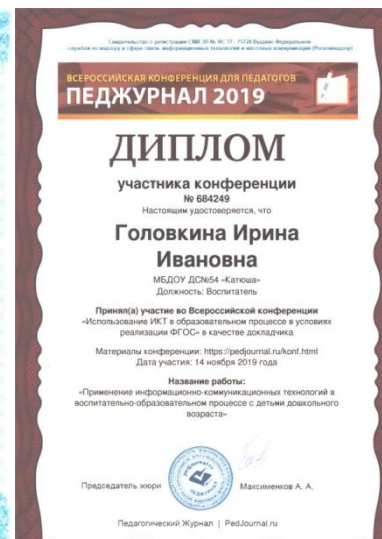 Свидетельство о регистрации СМИ ЭЛ № ФС 77 - 75729 Выдано Федеральной
службой по надзору в сфере связи, информационных технологий и массовых коммуникаций (Роскомнадзор)
ВСЕРОССИЙСКАЯ КОНФЕРЕНЦИЯ ДЛЯ ПЕДАГОГОВ
ПЕДЖУРНАЛ 2019
ДИПЛОМ
участника конференции
№ 684249
Настоящим удостоверяется, что
Головкина Ирина
Ивановна
МБДОУ ДС№54 «Катюша»
Должность: Воспитатель
Принял(а) участие во Всероссийской конференции
«Использование ИКТ в образовательном процессе в условиях
реализации ФГОС» в качестве докладчика
Материалы конференции: https://pedjournal.ru/konf.html
Дата участия: 14 ноября 2019 года
Название работы:
«Применение информационно-коммуникационных технологий в
воспитательно-образовательном процессе с детьми дошкольного
возраста»
Председатель жюри
Максименков А. А.
Педагогический Журнал | PedJournal.ru